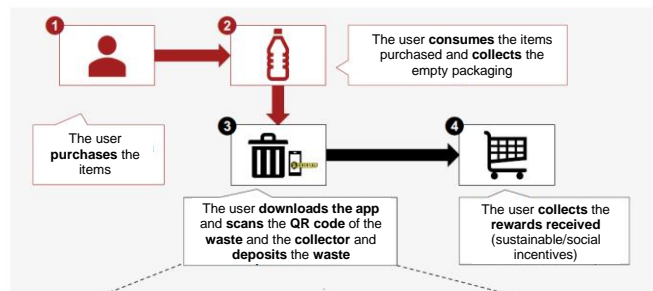 1
2
The user consumes the items
purchased and collects the
empty packaging
The user
purchases the
items
3
4
The user downloads the app
and scans the QR code of the
waste and the collector and
deposits the waste
The user collects the
rewards received
(sustainable/social
incentives)